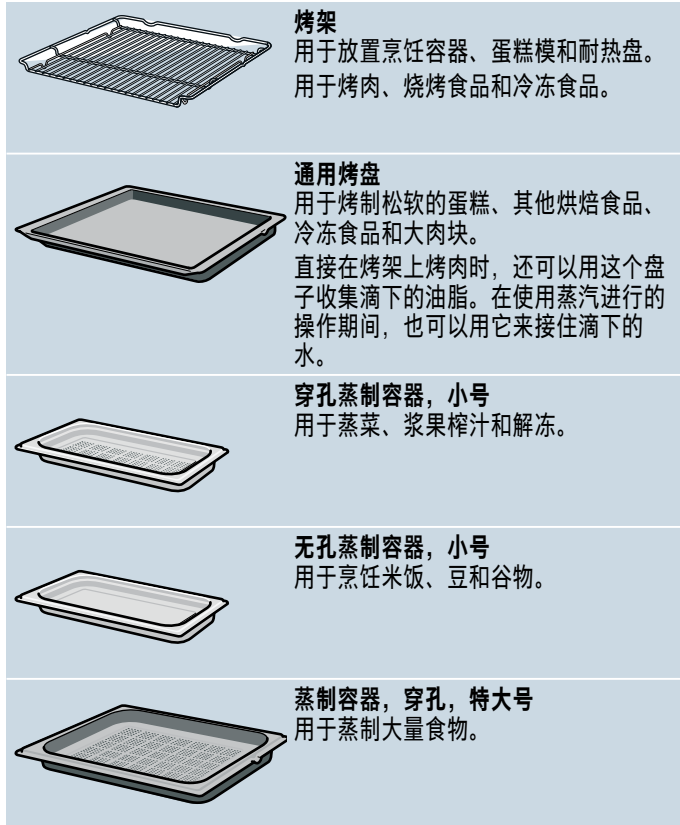 烤架
用于放置烹饪容器、蛋糕模和耐热盘。
用于烤肉、烧烤食品和冷冻食品。
通用烤盘
用于烤制松软的蛋糕、其他烘焙食品、
冷冻食品和大肉块。
直接在烤架上烤肉时，还可以用这个盘
子收集滴下的油脂。在使用蒸汽进行的
操作期间，也可以用它来接住滴下的
水。
穿孔蒸制容器，小号
用于蒸菜、浆果榨汁和解冻。
无孔蒸制容器，小号
用于烹饪米饭、豆和谷物。
蒸制容器，穿孔，特大号
用于蒸制大量食物。